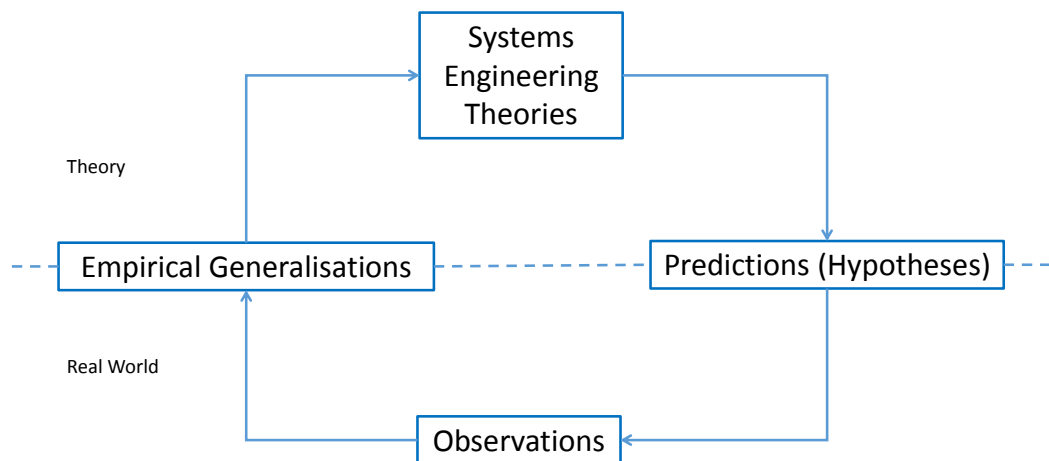 Systems
Engineering
Theories
Theory
Empirical Generalisations
Predictions (Hypotheses)
Real World
Observations